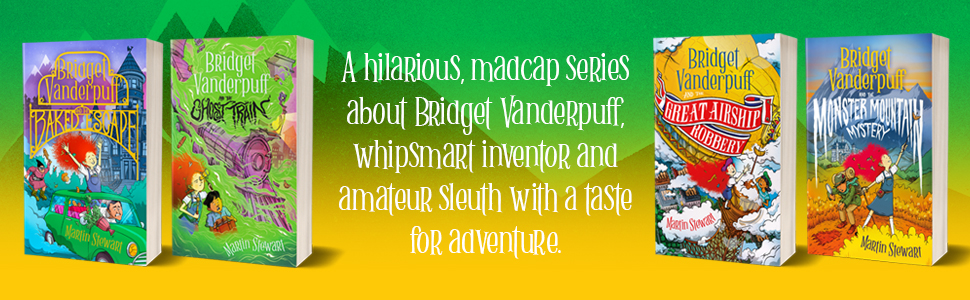 Bridget
Vanderpuff
BAKED ESCAPE
Martin Stewart
Bridget
Vanderpuff
GHOST TRAIN
Martin Stewart
A hilarious, madcap series
about Bridget Vanderpuff,
whipsmart inventor and
amateur sleuth with a taste
for adventure.
Bridget
Vanderpuff
AND THE
GREAT AIRSHIP
ROBBERY
Martin Stewart
Bridget
Vanderpuff
MONSTER MOUNTAIN
MYSTERY
Martin Stewart